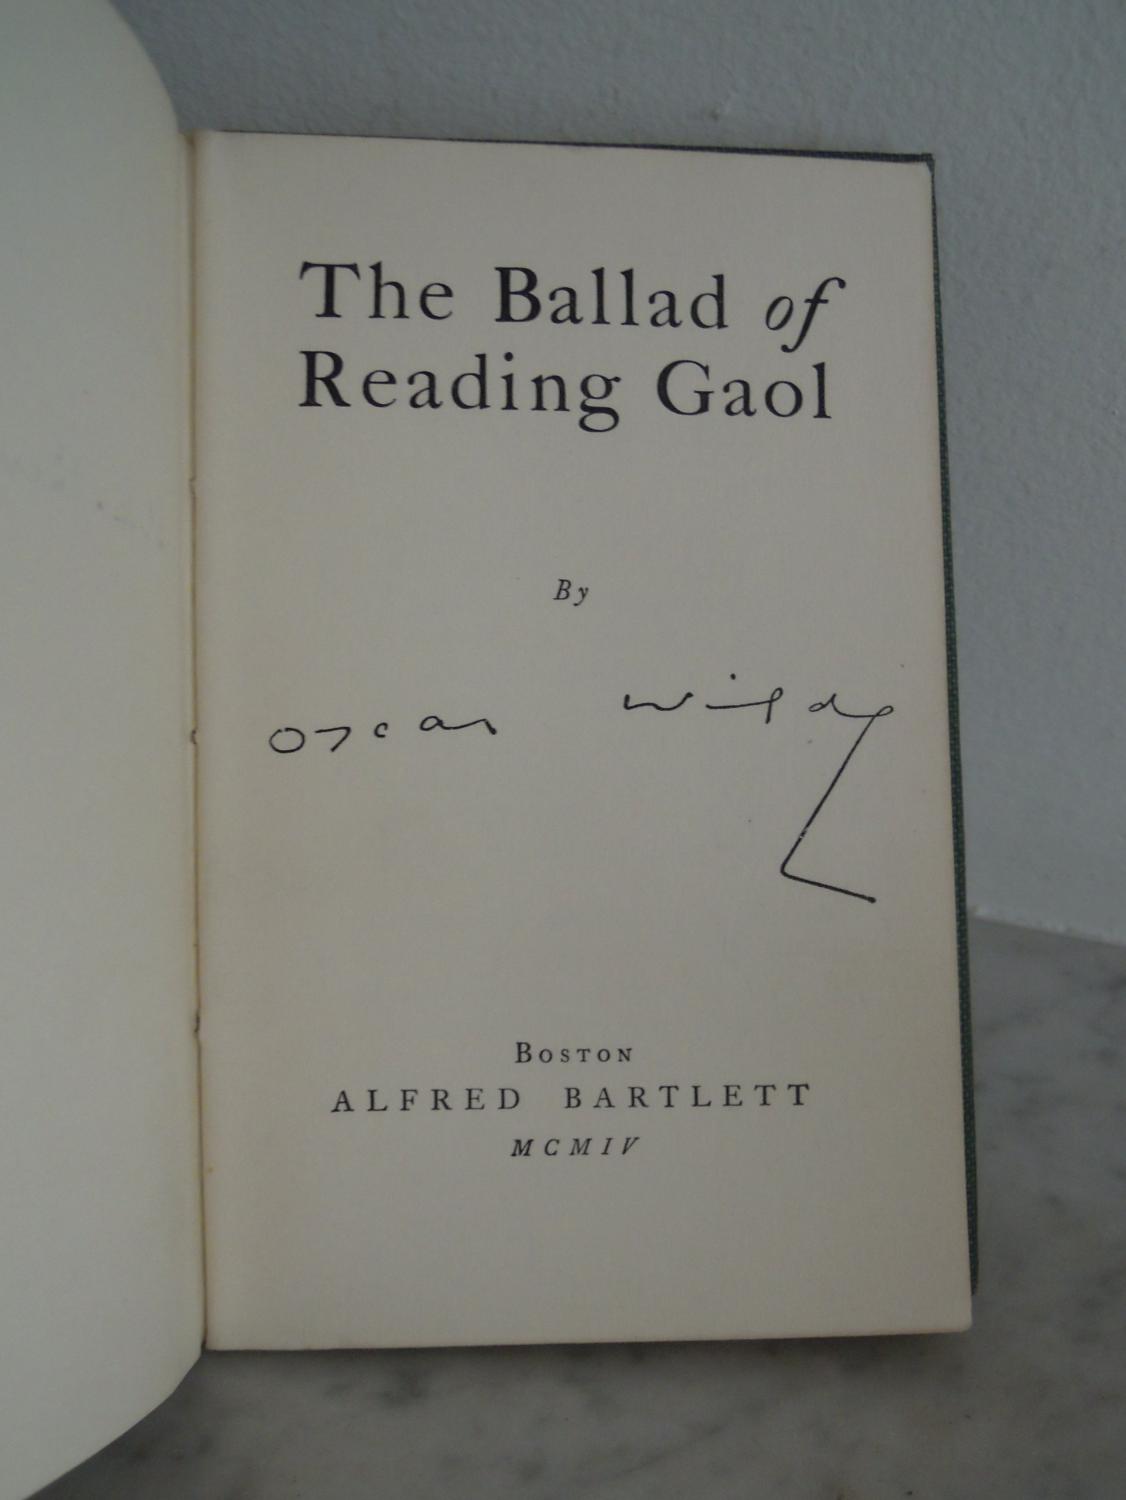 The Ballad of
Reading Gaol
By
Oscar Wilde
Boston
ALFRED BARTLETT
MCMIV